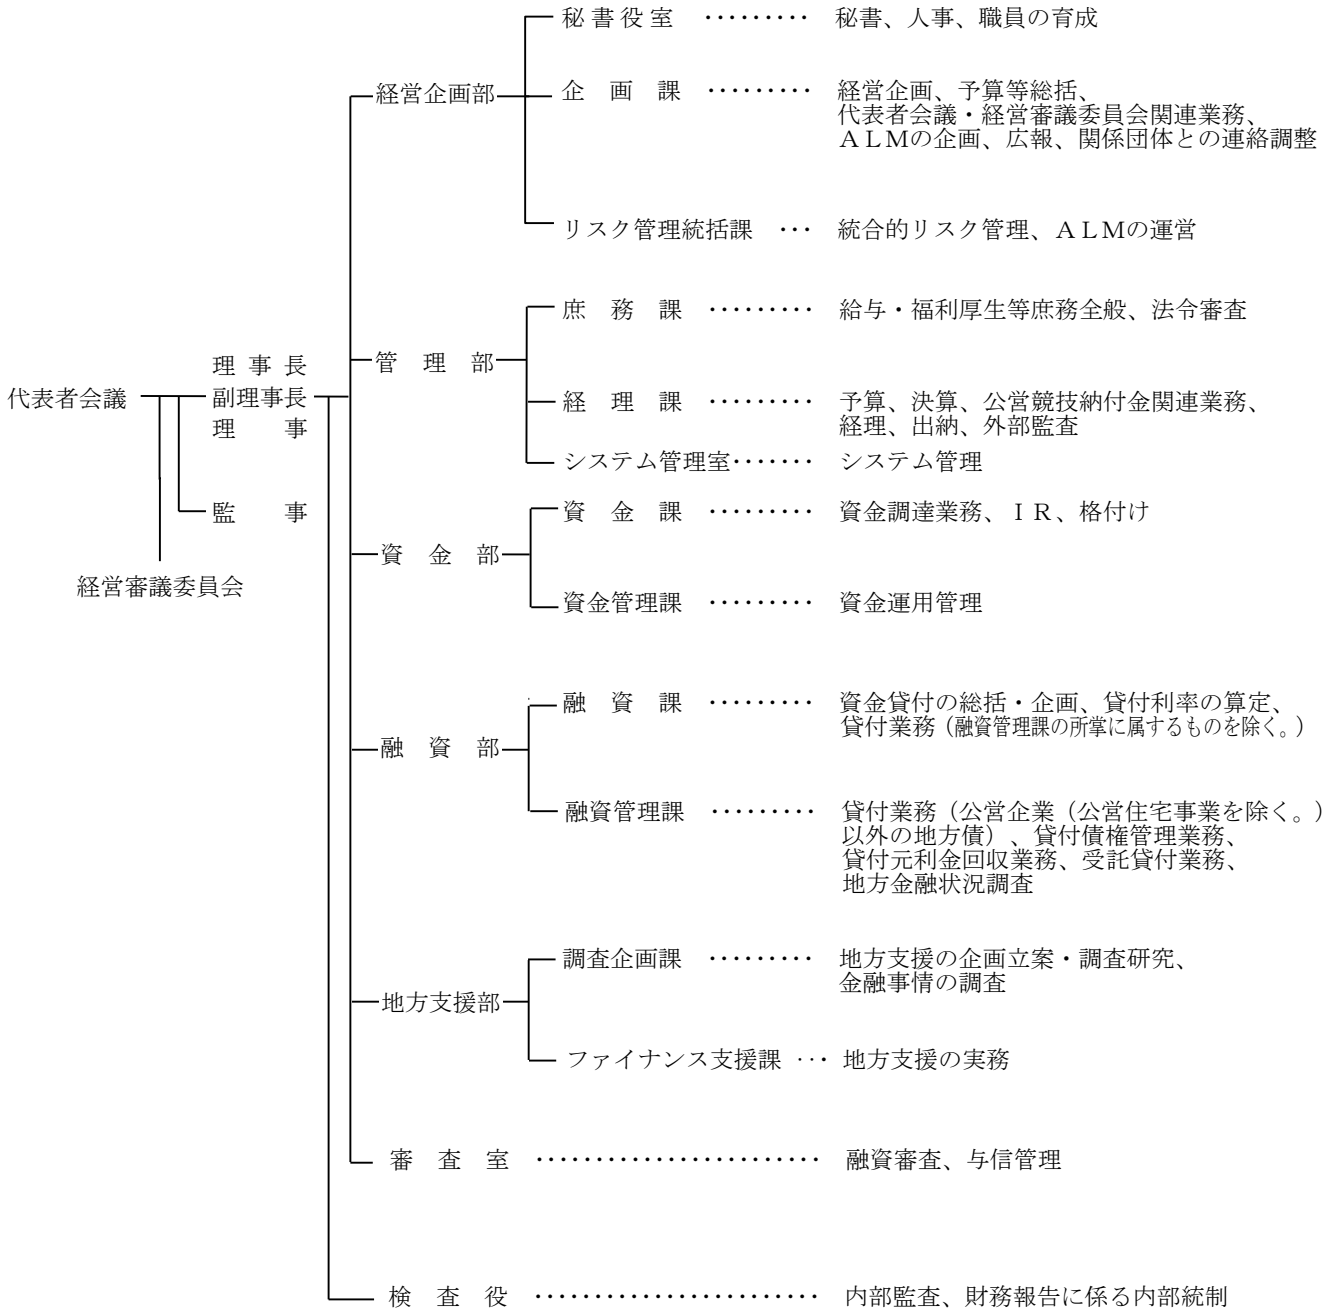 代表者会議
経営審議委員会
理事長
副理事長
理事
監事
経営企画部
秘書役室 ········· 秘書、人事、職員の育成
企画課 ········· 経営企画、予算等総括、
代表者会議・経営審議委員会関連業務、
ＡＬＭの企画、広報、関係団体との連絡調整
リスク管理統括課 ··· 統合的リスク管理、ＡＬＭの運営
管理部
庶務課 ········· 給与・福利厚生等庶務全般、法令審査
経理課 ········· 予算、決算、公営競技納付金関連業務、
経理、出納、外部監査
システム管理室······· システム管理
資金部
資金課 ········· 資金調達業務、ＩＲ、格付け
資金管理課 ········· 資金運用管理
融資部
融資課 ········· 資金貸付の総括・企画、貸付利率の算定、
貸付業務（融資管理課の所掌に属するものを除く。）
融資管理課 ········· 貸付業務（公営企業（公営住宅事業を除く。）
以外の地方債）、貸付債権管理業務、
貸付元利金回収業務、受託貸付業務、
地方金融状況調査
地方支援部
調査企画課 ········· 地方支援の企画立案・調査研究、
金融事情の調査
ファイナンス支援課 ··· 地方支援の実務
審査室 ························ 融資審査、与信管理
検査役 ························ 内部監査、財務報告に係る内部統制